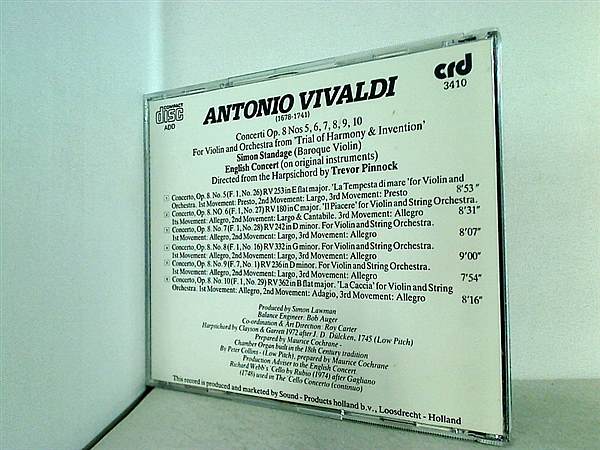 COMPACT
disc
ADD
crd
3410
ANTONIO VIVALDI
(1678-1741)
Concerti Op. 8 Nos 5, 6, 7, 8, 9, 10
For Violin and Orchestra from 'Trial of Harmony & Invention'
Simon Standage (Baroque Violin)
English Concert (on original instruments)
Directed from the Harpsichord by Trevor Pinnock
1 Concerto, Op. 8. No. 5 (F. 1, No. 26) RV 253 in E flat major. 'La Tempesta di mare' for Violin and
Orchestra. 1st Movement: Presto, 2nd Movement: Largo, 3rd Movement: Presto 8'53"
Concerto, Op. 8. NO. 6 (F. 1, No. 27) RV 180 in C major. 'Il Piacere' for Violin and String Orchestra.
Its Movement: Allegro, 2nd Movement: Largo & Cantabile. 3rd Movement: Allegro 8'31"
Concerto, Op. 8. No. 7 (F. 1, No. 28) RV 242 in D minor. For Violin and String Orchestra.
1st Movement: Allegro, 2nd Movement: Largo, 3rd Movement: Allegro 8'07"
Concerto, Op. 8. No. 8 (F. 1, No. 16) RV 332 in G minor. For Violin and String Orchestra.
1st Movement: Allegro, 2nd Movement: Largo, 3rd Movement: Allegro 9'00"
Concerto, Op. 8. No. 9 (F. 7, No. 1) RV 236 in D minor. For Violin and String Orchestra.
1st Movement: Allegro, 2nd Movement: Largo, 3rd Movement: Allegro 7'54"
Concerto, Op. 8. No. 10 (F. 1, No. 29) RV 362 in B flat major. 'La Caccia' for Violin and String
Orchestra. 1st Movement: Allegro, 2nd Movement: Adagio, 3rd Movement: Allegro 8'16"
Produced by Simon Lawman
Balance Engineer: Bob Auger
Co-ordination & Art Direction: Roy Carter
Harpsichord by Clayson & Garrett 1972 after J. D. Dülcken, 1745 (Low Pitch)
Prepared by Maurice Cochrane -
Chamber Organ built in the 18th Century tradition
By Peter Collins - (Low Pitch), prepared by Maurice Cochrane
Production Adviser to the English Concert.
Richard Webb's 'Cello by Rubio (1974) after Gagliano
(1748) used in The 'Cello Concerto (continuo)
This record is produced and marketed by Sound - Products holland b.v., Loosdrecht - Holland